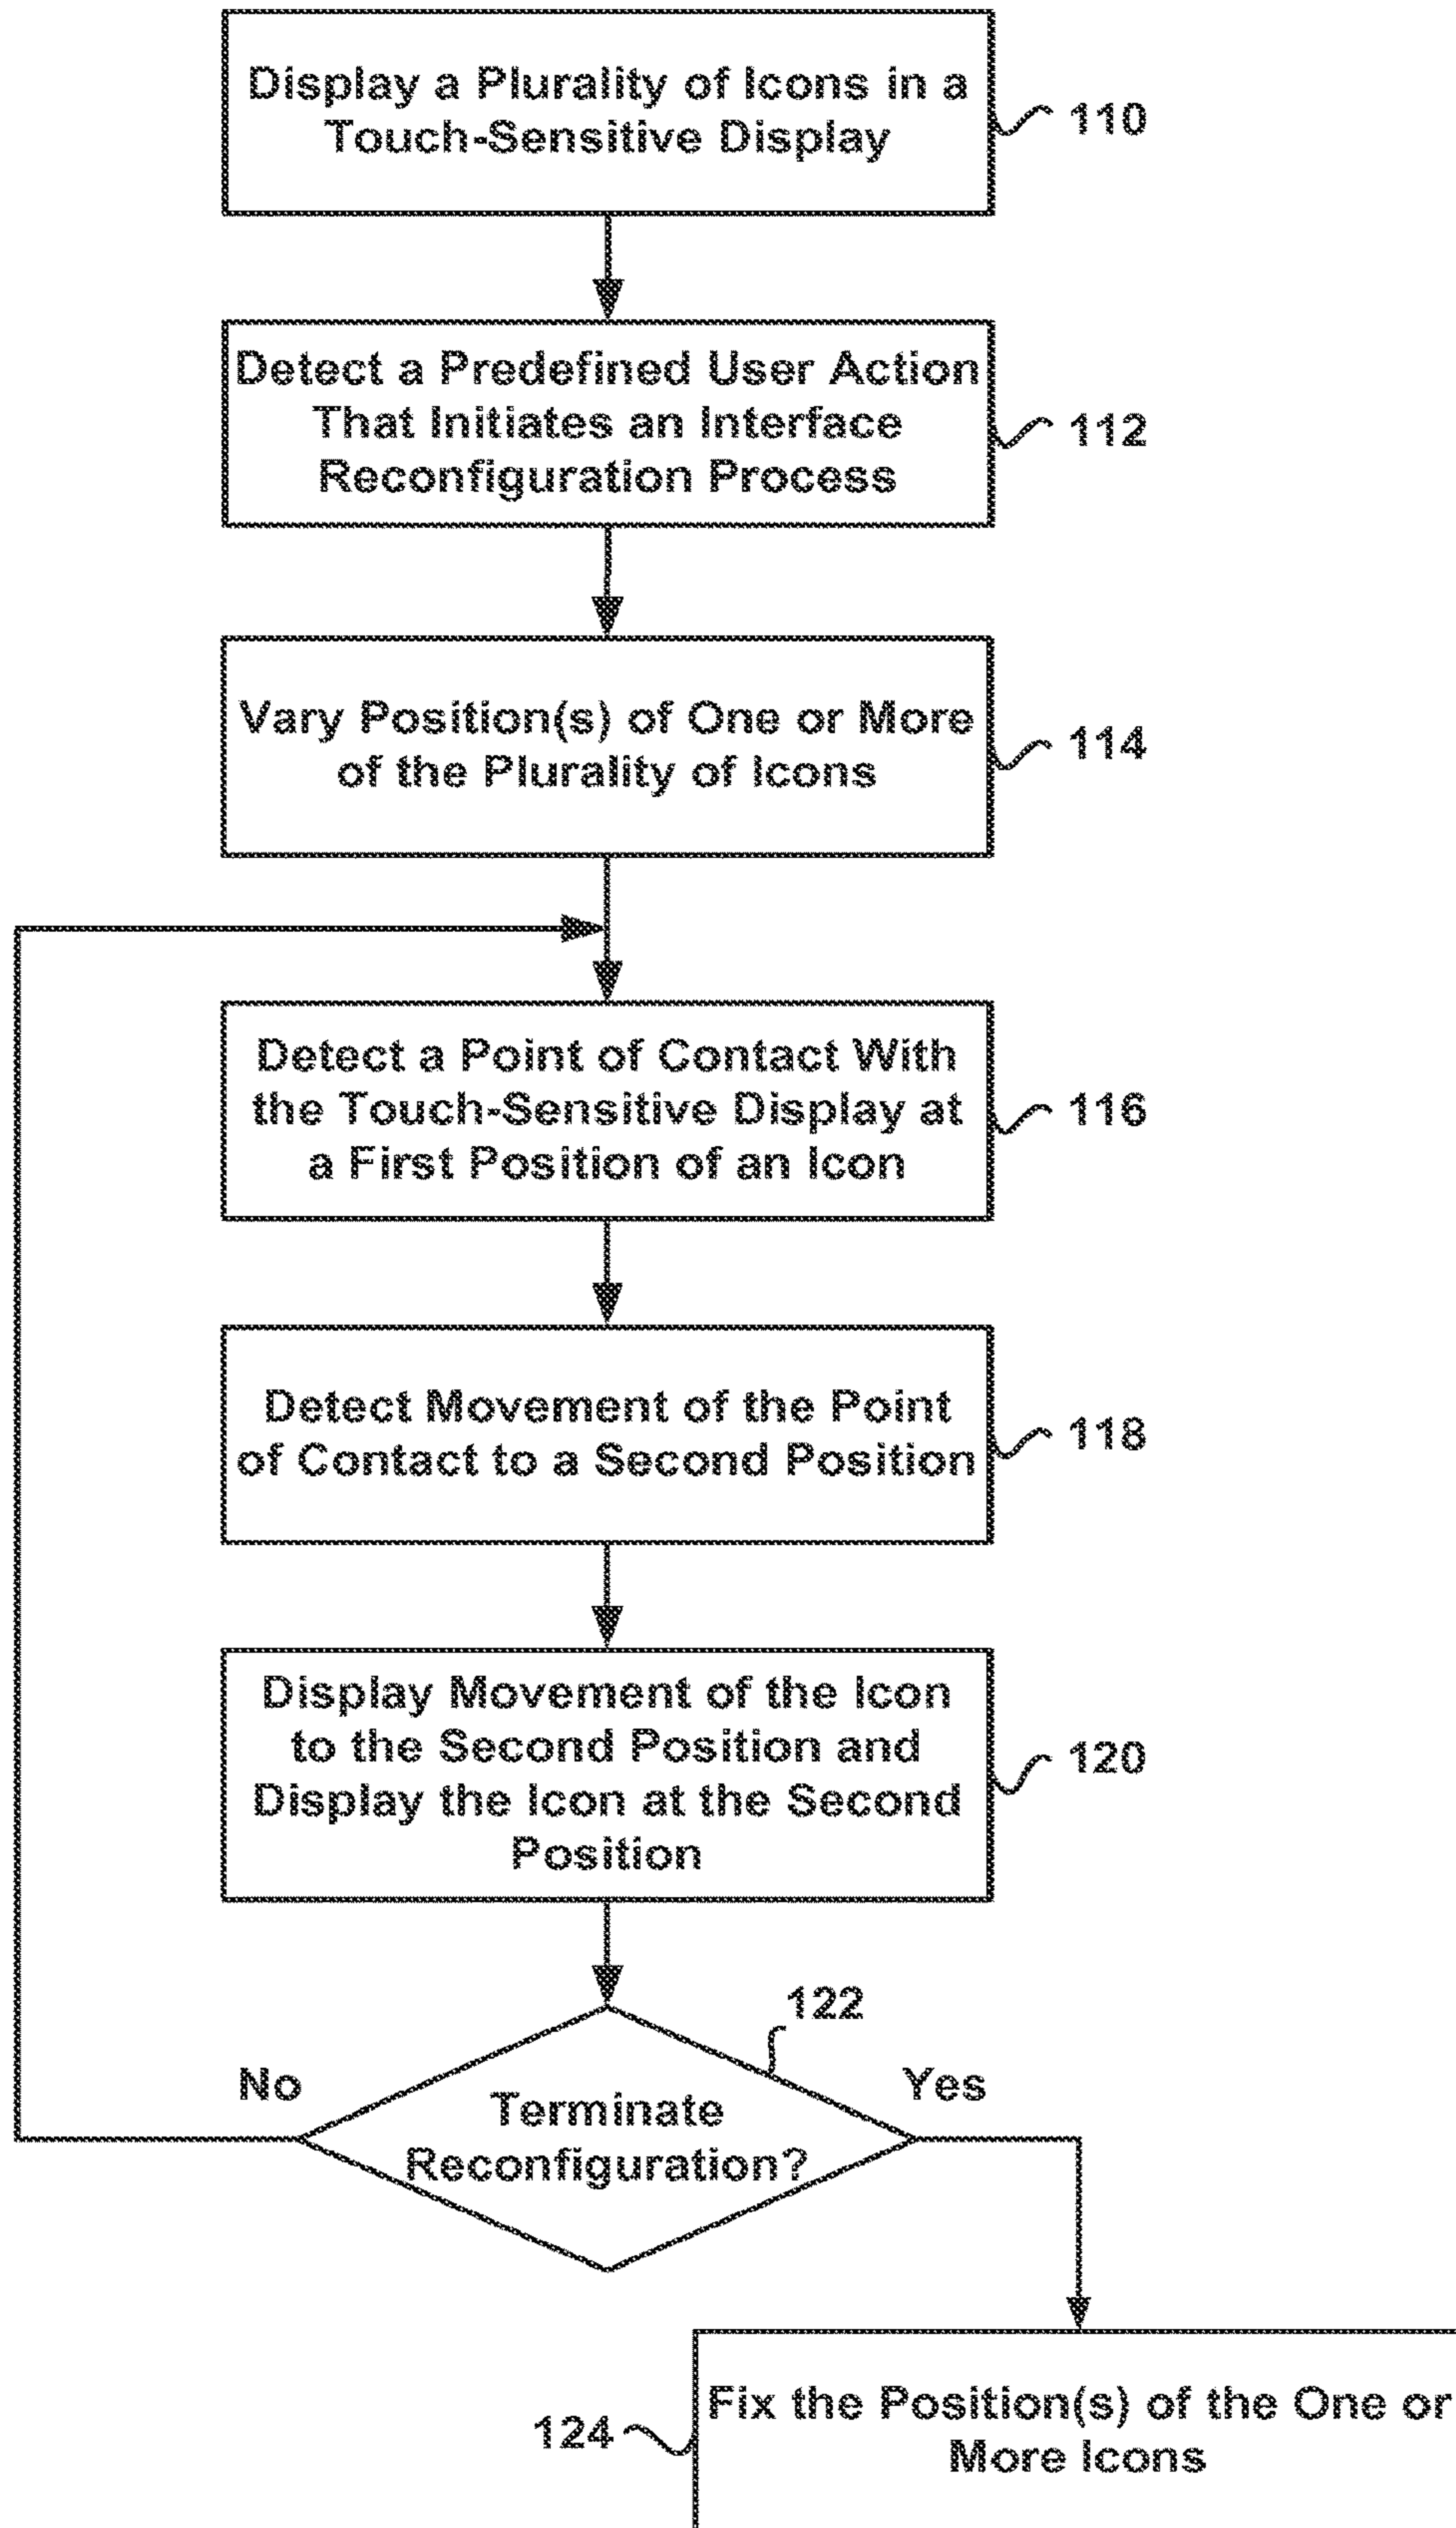 Display a Plurality of Icons in a
Touch-Sensitive Display
110
Detect a Predefined User Action
That Initiates an Interface
Reconfiguration Process
112
Vary Position(s) of One or More
of the Plurality of Icons
114
Detect a Point of Contact With
the Touch-Sensitive Display at
a First Position of an Icon
116
Detect Movement of the Point
of Contact to a Second Position
118
Display Movement of the Icon
to the Second Position and
Display the Icon at the Second
Position
120
122
No
Yes
Terminate
Reconfiguration?
Fix the Position(s) of the One or
More Icons
124